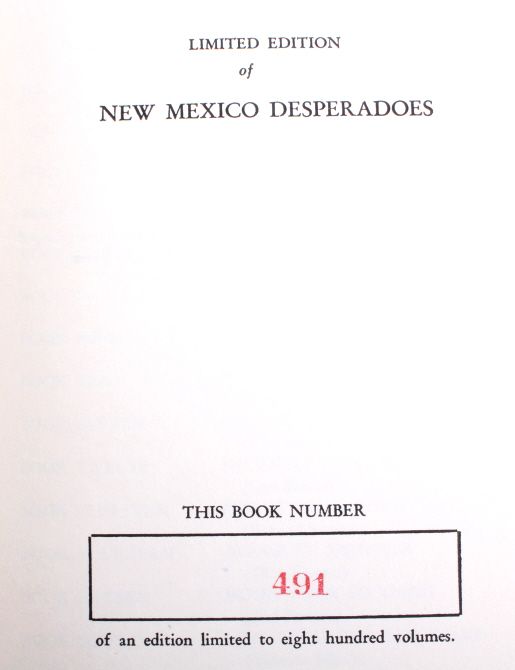 LIMITED EDITION
of
NEW MEXICO DESPERADOES
THIS BOOK NUMBER
491
of an edition limited to eight hundred volumes.